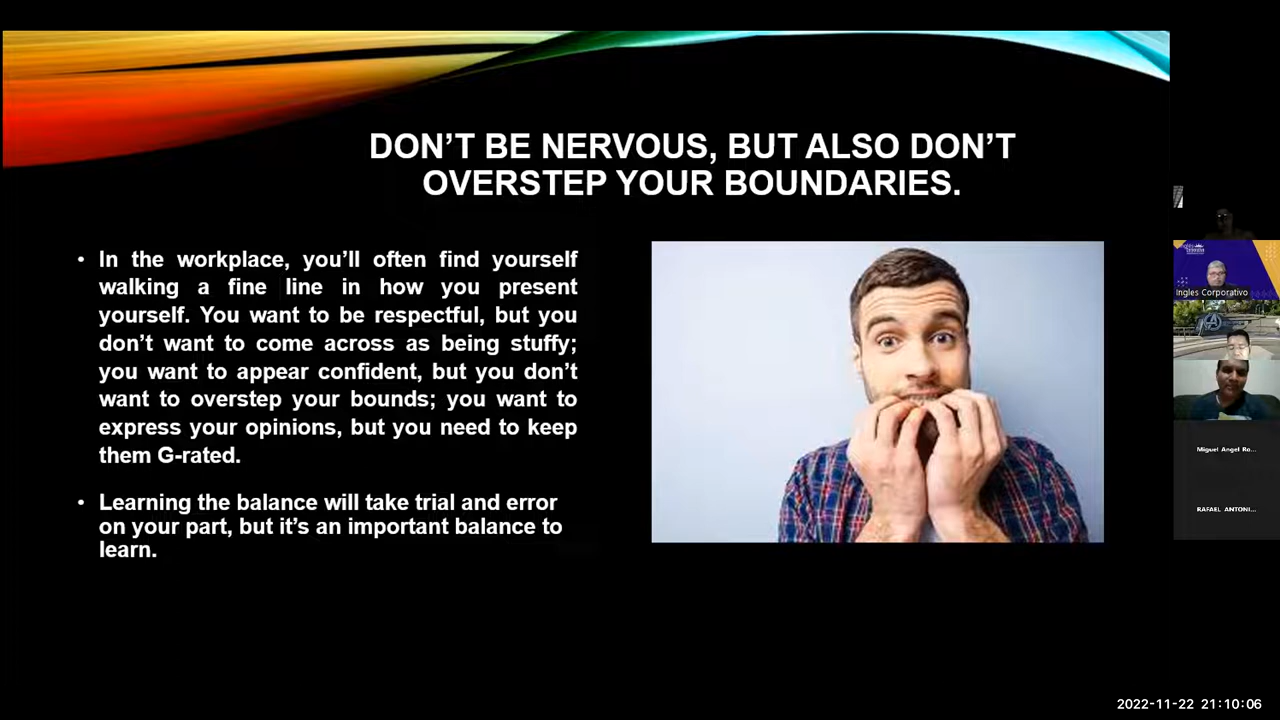 DON’T BE NERVOUS, BUT ALSO DON’T
OVERSTEP YOUR BOUNDARIES.
• In the workplace, you’ll often find yourself
walking a fine line in how you present
yourself. You want to be respectful, but you
don’t want to come across as being stuffy;
you want to appear confident, but you don’t
want to overstep your bounds; you want to
express your opinions, but you need to keep
them G-rated.
• Learning the balance will take trial and error
on your part, but it’s an important balance to
learn.
Ingles Corporativo
Miguel Angel Ro...
RAFAEL ANTONI...
2022-11-22 21:10:06